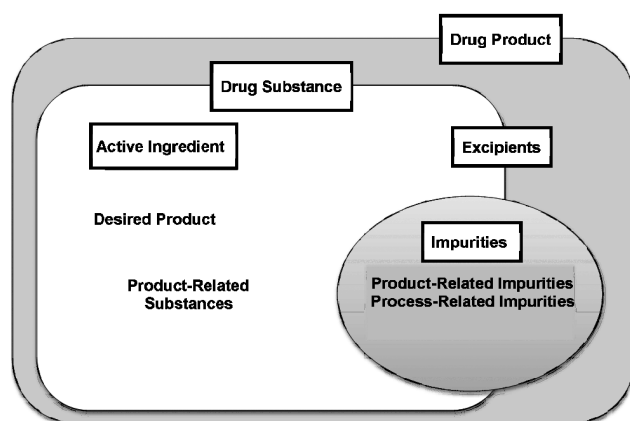 Drug Product
Drug Substance
Active Ingredient
Excipients
Desired Product
Impurities
Product-Related
Substances
Product-Related Impurities
Process-Related Impurities